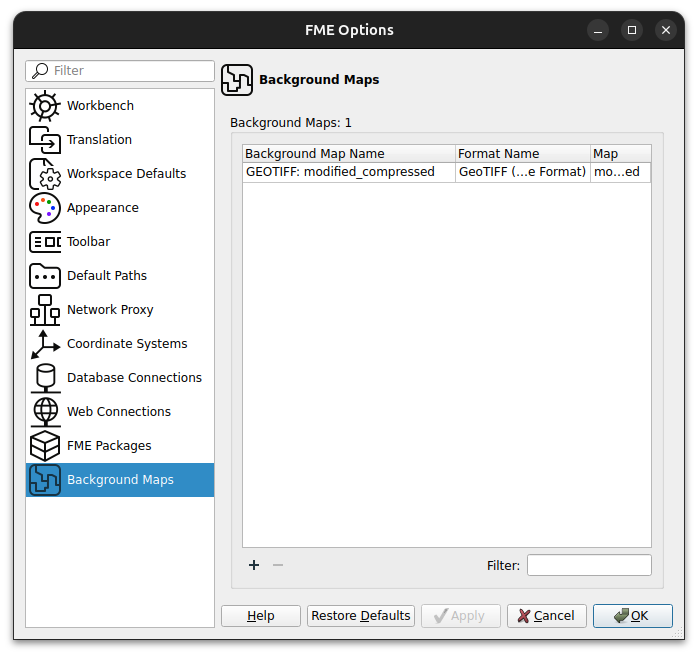 FME Options
Filter
Workbench
Translation
Workspace Defaults
Appearance
Toolbar
Default Paths
Network Proxy
Coordinate Systems
Database Connections
Web Connections
FME Packages
Background Maps
Background Maps
Background Maps: 1
Background Map Name Format Name Map
GEOTIFF: modified_compressed GeoTIFF (...e Format) mo...ed
Filter:
Help Restore Defaults Apply Cancel OK